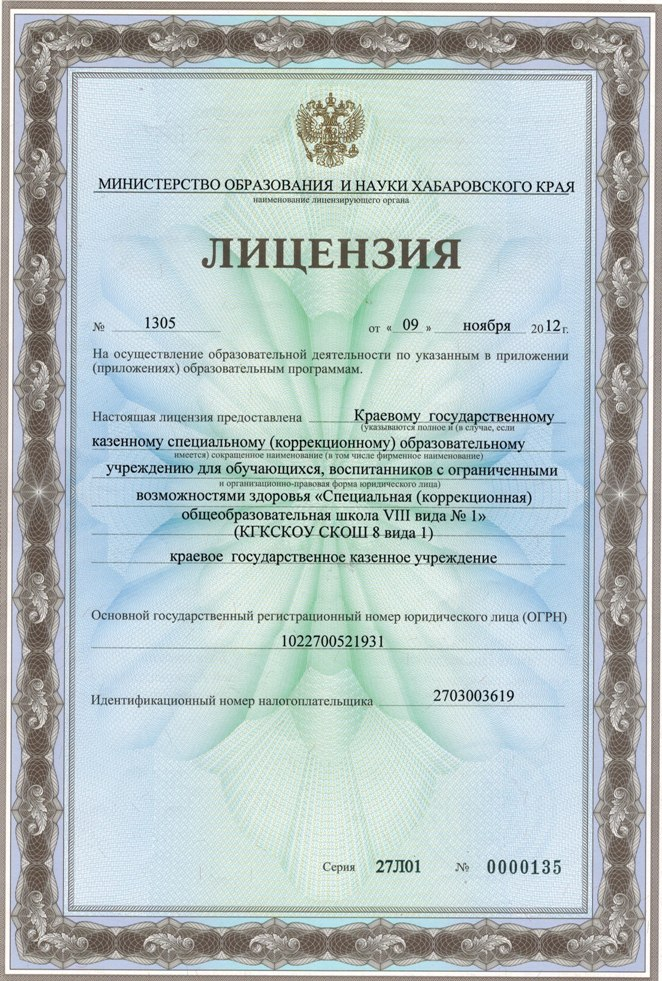 МИНИСТЕРСТВО ОБРАЗОВАНИЯ И НАУКИ ХАБАРОВСКОГО КРАЯ
наименование лицензирующего органа
ЛИЦЕНЗИЯ
№ 1305 от « 09 » ноября 2012 г.
На осуществление образовательной деятельности по указанным в приложении
(приложениях) образовательным программам.
Настоящая лицензия предоставлена Краевому государственному
(указываются полное и (в случае, если
казенному специальному (коррекционному) образовательному
имеется) сокращенное наименование (в том числе фирменное наименование)
учреждению для обучающихся, воспитанников с ограниченными
и организационно-правовая форма юридического лица)
возможностями здоровья «Специальная (коррекционная)
общеобразовательная школа VIII вида № 1»
(КГКСКОУ СКОШ 8 вида 1)
краевое государственное казенное учреждение
Основной государственный регистрационный номер юридического лица (ОГРН)
1022700521931
Идентификационный номер налогоплательщика 2703003619
Серия 27Л01 № 0000135